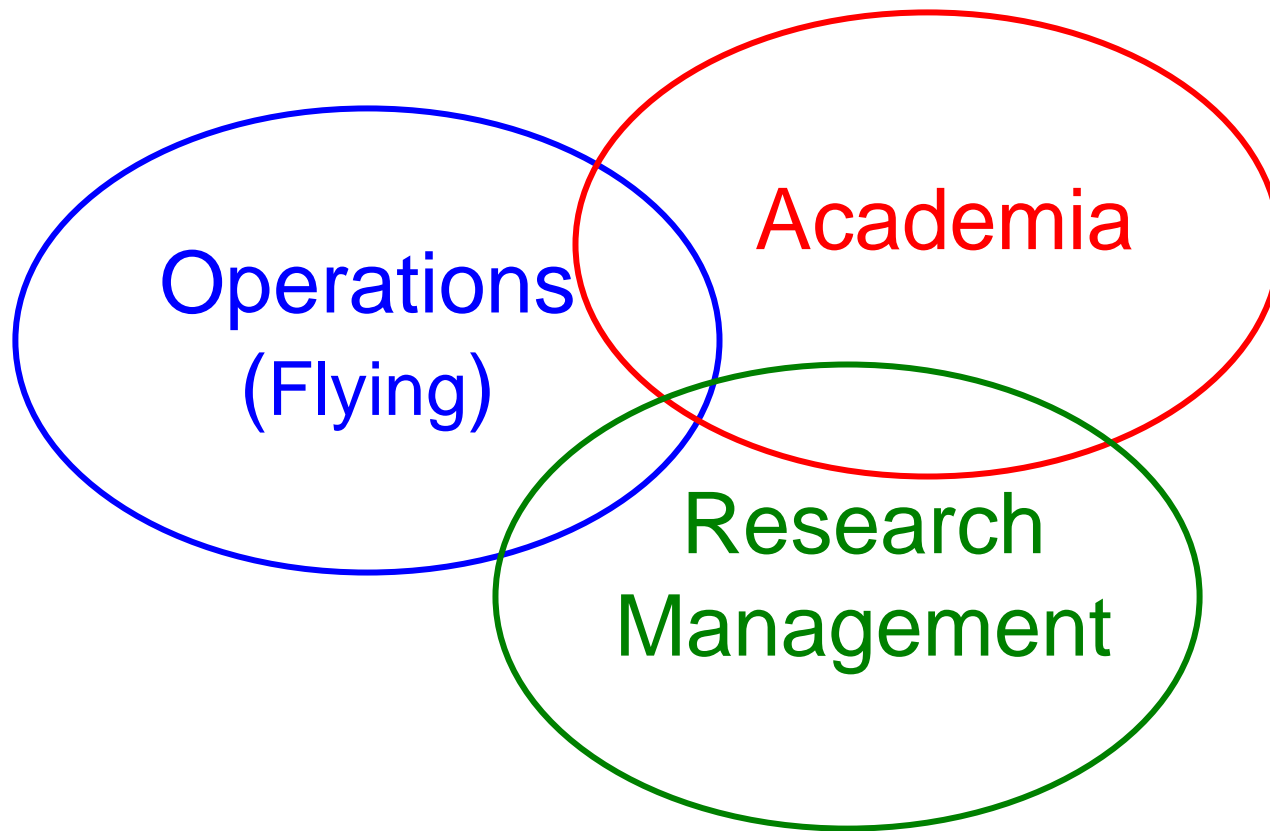 Operations
(Flying)
Academia
Research
Management